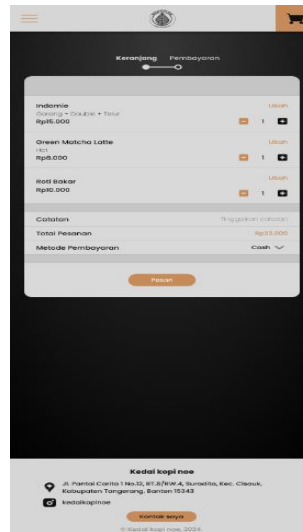 Keranjang Pembayaran
Indomie Ubah
Goreng + Double + Telur
Rp15.000 1
Green Matcha Latte Ubah
Hot
Rp8.000 1
Roti Bakar Ubah
Rp10.000 1
Catatan Tinggalkan catatan
Total Pesanan Rp33.000
Metode Pembayaran Cash
Pesan
Kedai kopi noe
Jl. Pantai Carita 1 No.12, RT.8/RW.4, Suradita, Kec. Cisauk,
Kabupaten Tangerang, Banten 15343
kedaikopinoe
Kontak saya
© Kedai kopi noe, 2024.